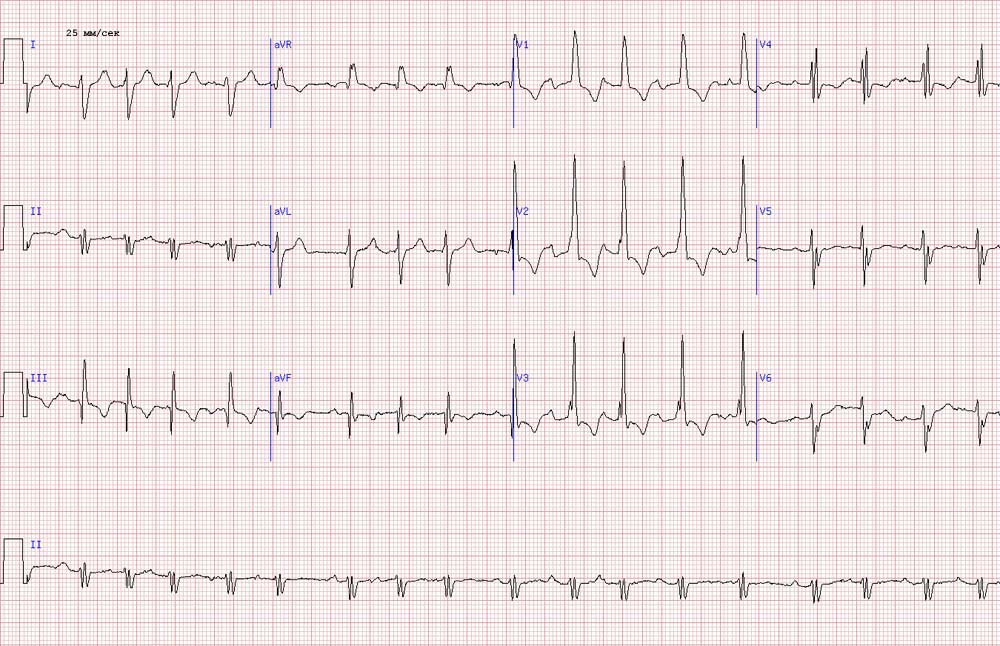 25 мм/сек
I aVR V1 V4
II aVL V2 V5
III aVF V3 V6
II